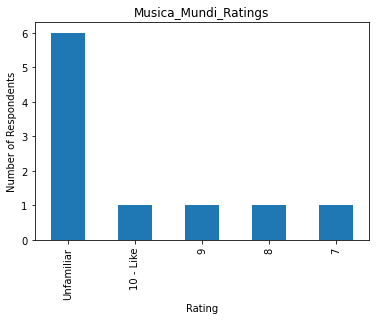 Musica_Mundi_Ratings
Number of Respondents
6
5
4
3
2
1
0
Unfamiliar
10 - Like
9
8
7
Rating